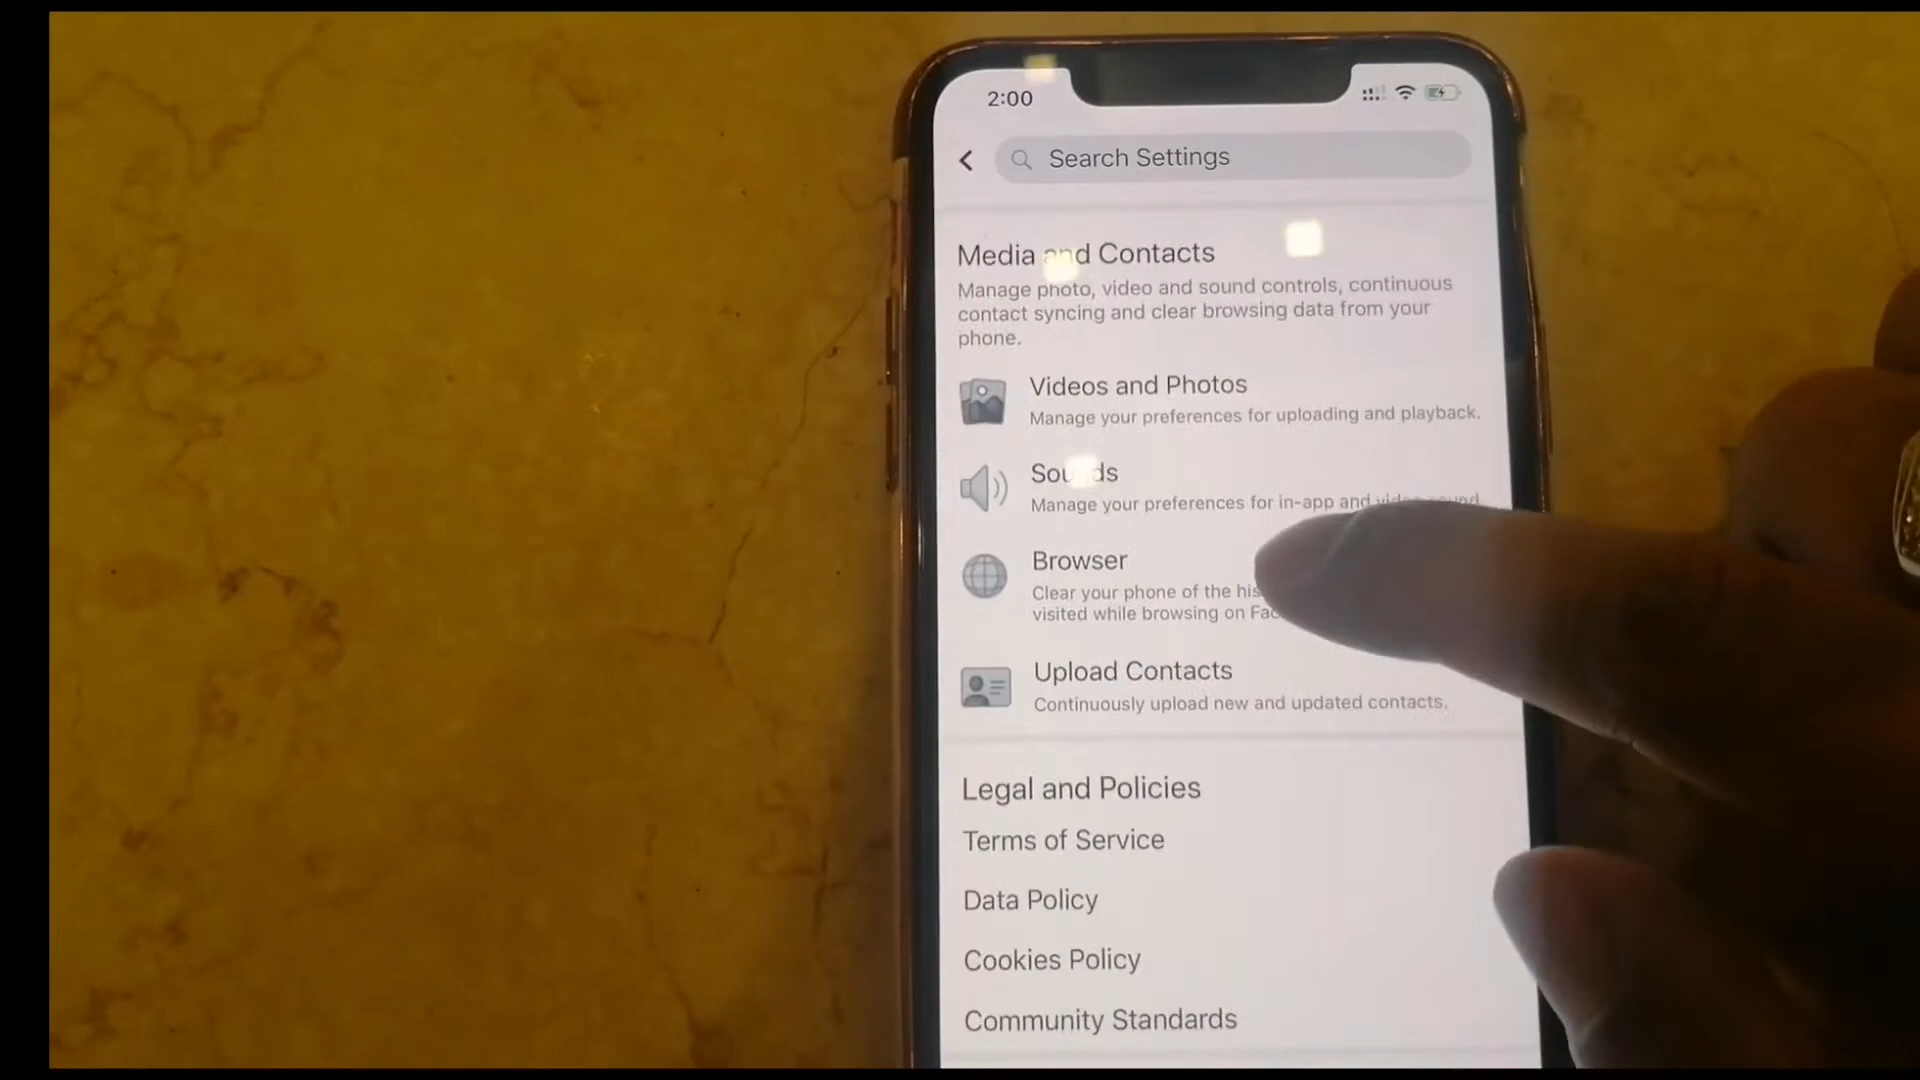 2:00
Search Settings
Media and Contacts
Manage photo, video and sound controls, continuous
contact syncing and clear browsing data from your
phone.
Videos and Photos
Manage your preferences for uploading and playback.
Sounds
Manage your preferences for in-app and video sound.
Browser
Clear your phone of the
visited while browsing on
Upload Contacts
Continuously upload new and updated contacts.
Legal and Policies
Terms of Service
Data Policy
Cookies Policy
Community Standards